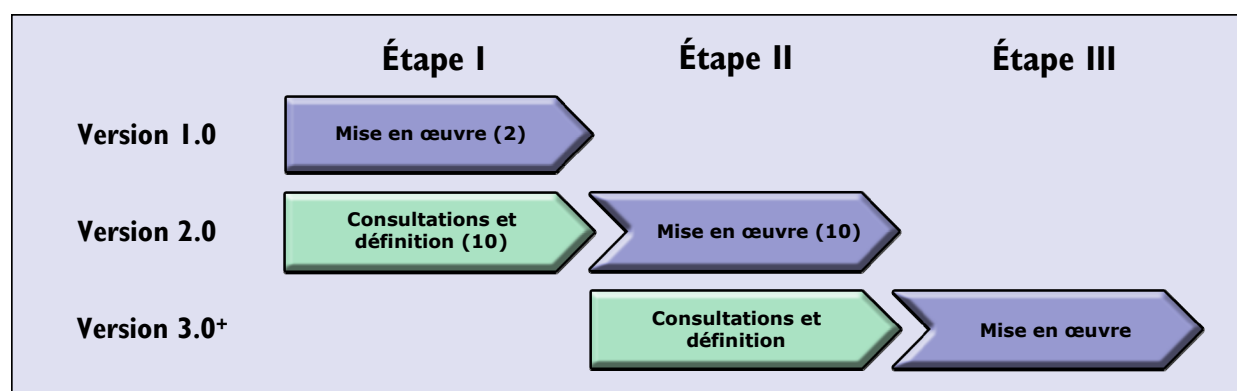 Étape I Étape II Étape III
Version 1.0
Mise en œuvre (2)
Version 2.0
Consultations et
définition (10)
Mise en œuvre (10)
Version 3.0+
Consultations et
définition
Mise en œuvre